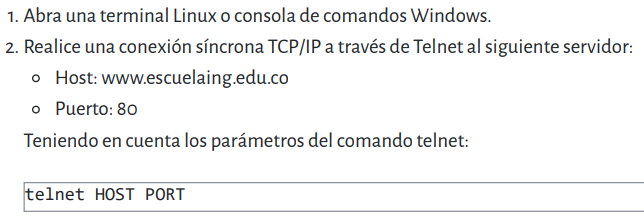 1. Abra una terminal Linux o consola de comandos Windows.
2. Realice una conexión síncrona TCP/IP a través de Telnet al siguiente servidor:
○ Host: www.escuelaing.edu.co
○ Puerto: 80
Teniendo en cuenta los parámetros del comando telnet:
telnet HOST PORT